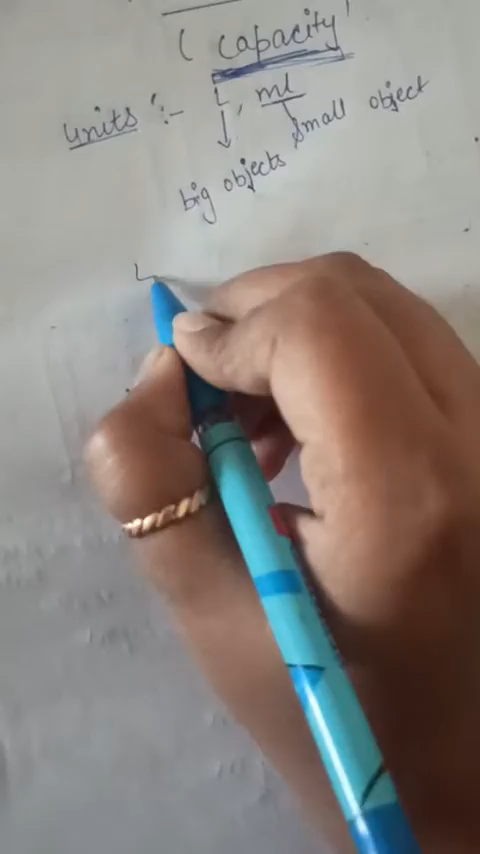 ( Capacity
units :- L, ml
small object
big objects
L